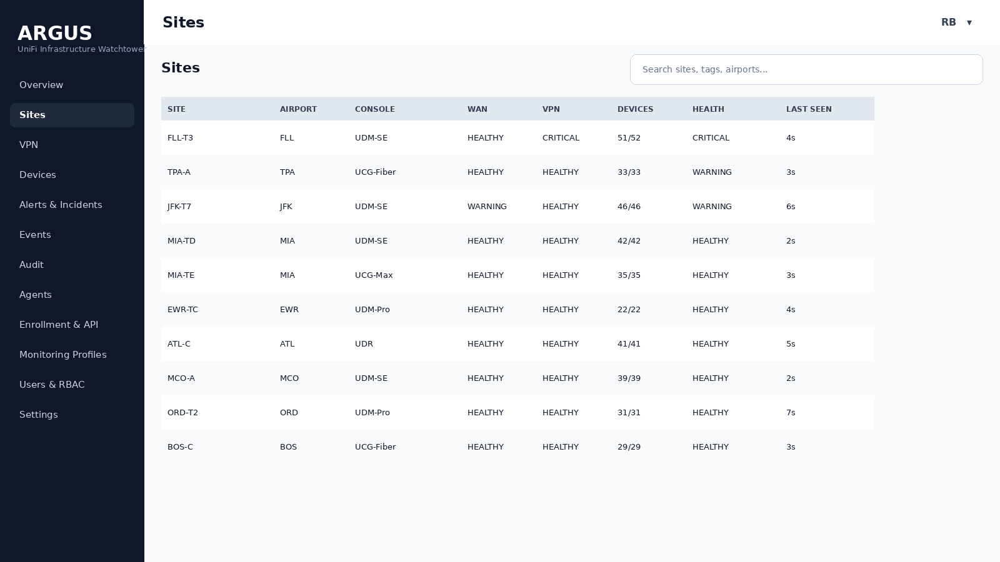 ARGUS
UniFi Infrastructure Watchtower
Overview
Sites
VPN
Devices
Alerts & Incidents
Events
Audit
Agents
Enrollment & API
Monitoring Profiles
Users & RBAC
Settings
Sites
RB ▾
Sites
Search sites, tags, airports...
SITE AIRPORT CONSOLE WAN VPN DEVICES HEALTH LAST SEEN
FLL-T3 FLL UDM-SE HEALTHY CRITICAL 51/52 CRITICAL 4s
TPA-A TPA UCG-Fiber HEALTHY HEALTHY 33/33 WARNING 3s
JFK-T7 JFK UDM-SE WARNING HEALTHY 46/46 WARNING 6s
MIA-TD MIA UDM-SE HEALTHY HEALTHY 42/42 HEALTHY 2s
MIA-TE MIA UCG-Max HEALTHY HEALTHY 35/35 HEALTHY 3s
EWR-TC EWR UDM-Pro HEALTHY HEALTHY 22/22 HEALTHY 4s
ATL-C ATL UDR HEALTHY HEALTHY 41/41 HEALTHY 5s
MCO-A MCO UDM-SE HEALTHY HEALTHY 39/39 HEALTHY 2s
ORD-T2 ORD UDM-Pro HEALTHY HEALTHY 31/31 HEALTHY 7s
BOS-C BOS UCG-Fiber HEALTHY HEALTHY 29/29 HEALTHY 3s